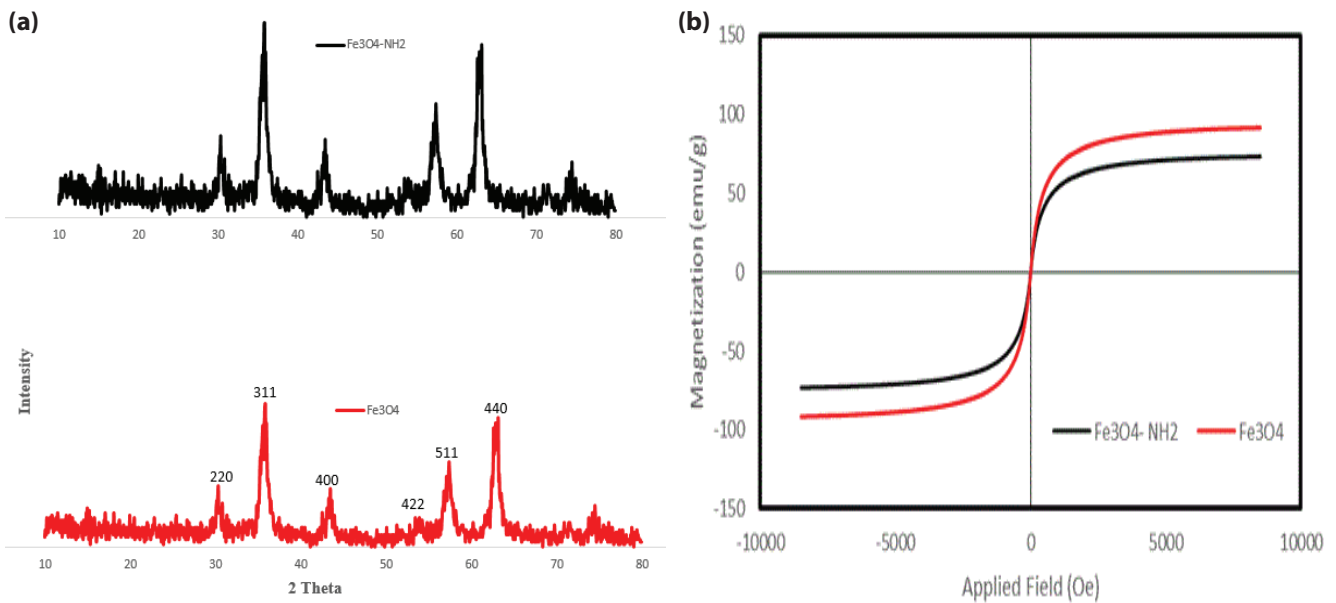 (a)
Fe3O4-NH2
10 20 30 40 50 60 70 80
Intensity
311
Fe3O4
440
511
220
400
422
10 20 30 40 50 60 70 80
2 Theta
(b)
Magnetization (emu/g)
150
100
50
0
-50
-100
-150
Fe3O4- NH2 Fe3O4
-10000 -5000 0 5000 10000
Applied Field (Oe)